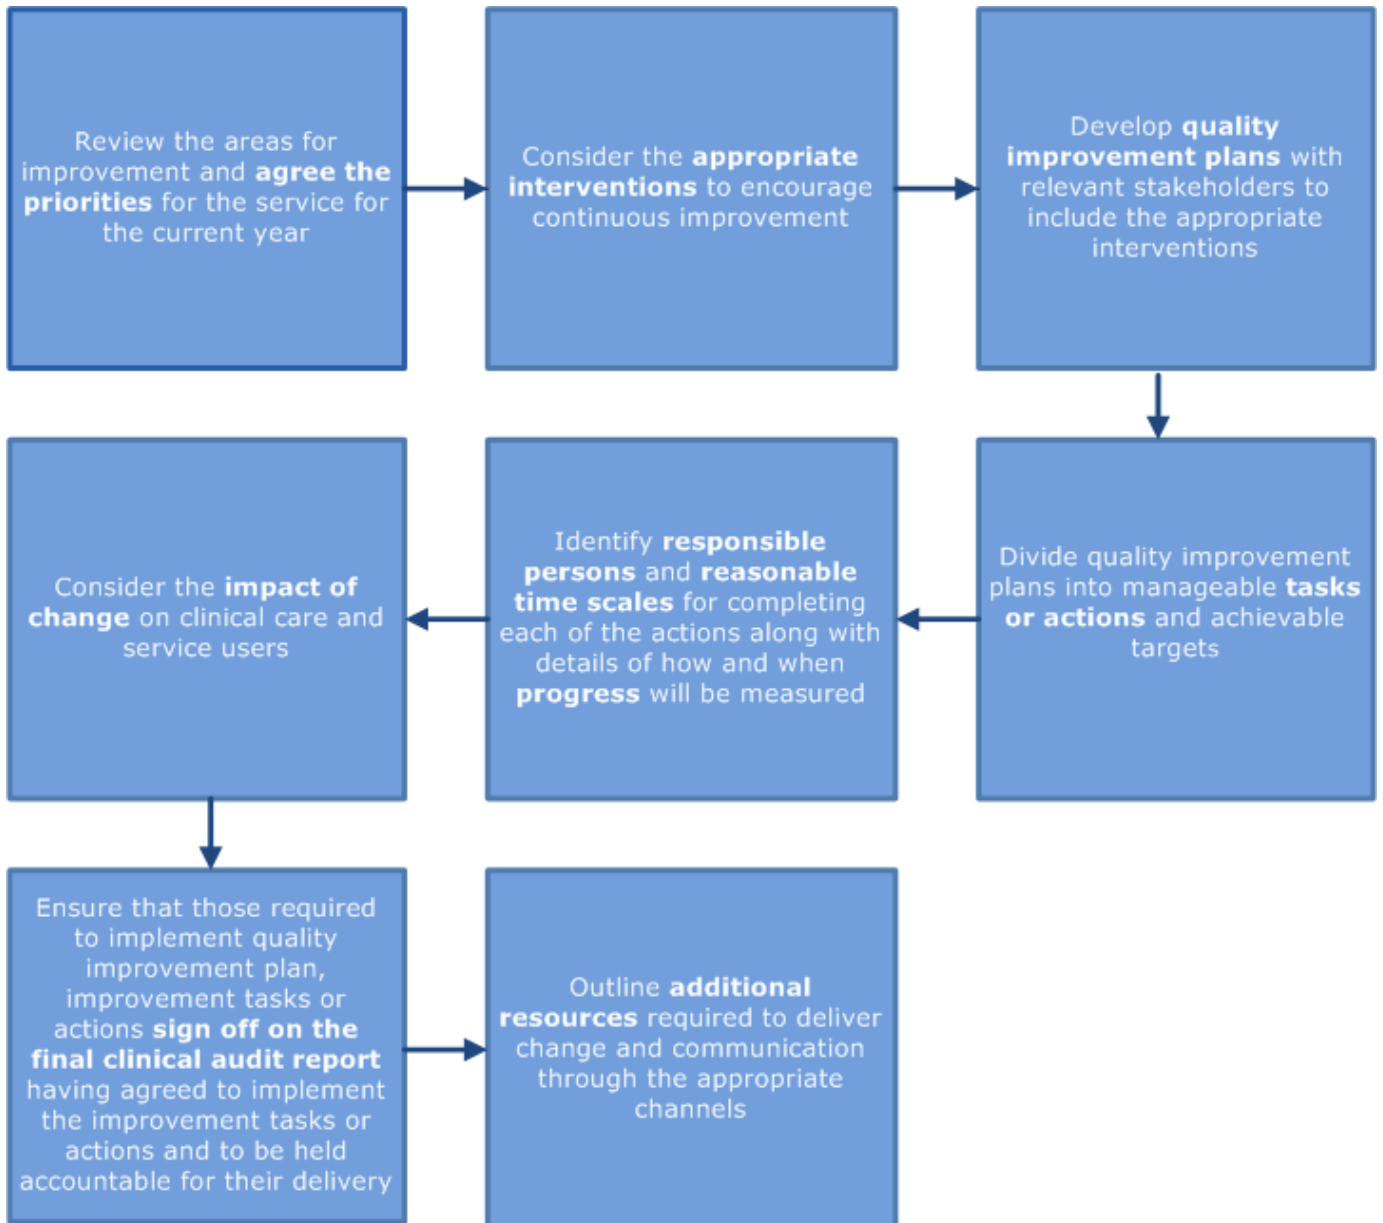 Review the areas for
improvement and agree the
priorities for the service for
the current year
Consider the appropriate
interventions to encourage
continuous improvement
Develop quality
improvement plans with
relevant stakeholders to
include the appropriate
interventions
Divide quality improvement
plans into manageable tasks
or actions and achievable
targets
Identify responsible
persons and reasonable
time scales for completing
each of the actions along with
details of how and when
progress will be measured
Consider the impact of
change on clinical care and
service users
Ensure that those required
to implement quality
improvement plan,
improvement tasks or
actions sign off on the
final clinical audit report
having agreed to implement
the improvement tasks or
actions and to be held
accountable for their delivery
Outline additional
resources required to deliver
change and communication
through the appropriate
channels